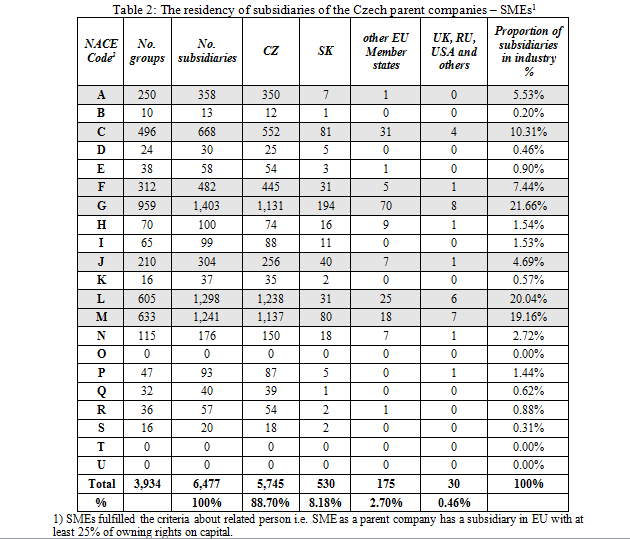 Table 2: The residency of subsidiaries of the Czech parent companies – SMEs1
NACE Code2 No. groups No. subsidiaries CZ SK other EU Member states UK, RU, USA and others Proportion of subsidiaries in industry %
A 250 358 350 7 1 0 5.53%
B 10 13 12 1 0 0 0.20%
C 496 668 552 81 31 4 10.31%
D 24 30 25 5 0 0 0.46%
E 38 58 54 3 1 0 0.90%
F 312 482 445 31 5 1 7.44%
G 959 1,403 1,131 194 70 8 21.66%
H 70 100 74 16 9 1 1.54%
I 65 99 88 11 0 0 1.53%
J 210 304 256 40 7 1 4.69%
K 16 37 35 2 0 0 0.57%
L 605 1,298 1,238 31 25 6 20.04%
M 633 1,241 1,137 80 18 7 19.16%
N 115 176 150 18 7 1 2.72%
O 0 0 0 0 0 0 0.00%
P 47 93 87 5 0 1 1.44%
Q 32 40 39 1 0 0 0.62%
R 36 57 54 2 1 0 0.88%
S 16 20 18 2 0 0 0.31%
T 0 0 0 0 0 0 0.00%
U 0 0 0 0 0 0 0.00%
Total 3,934 6,477 5,745 530 175 30 100%
% 100% 88.70% 8.18% 2.70% 0.46%
1) SMEs fulfilled the criteria about related person i.e. SME as a parent company has a subsidiary in EU with at
least 25% of owning rights on capital.